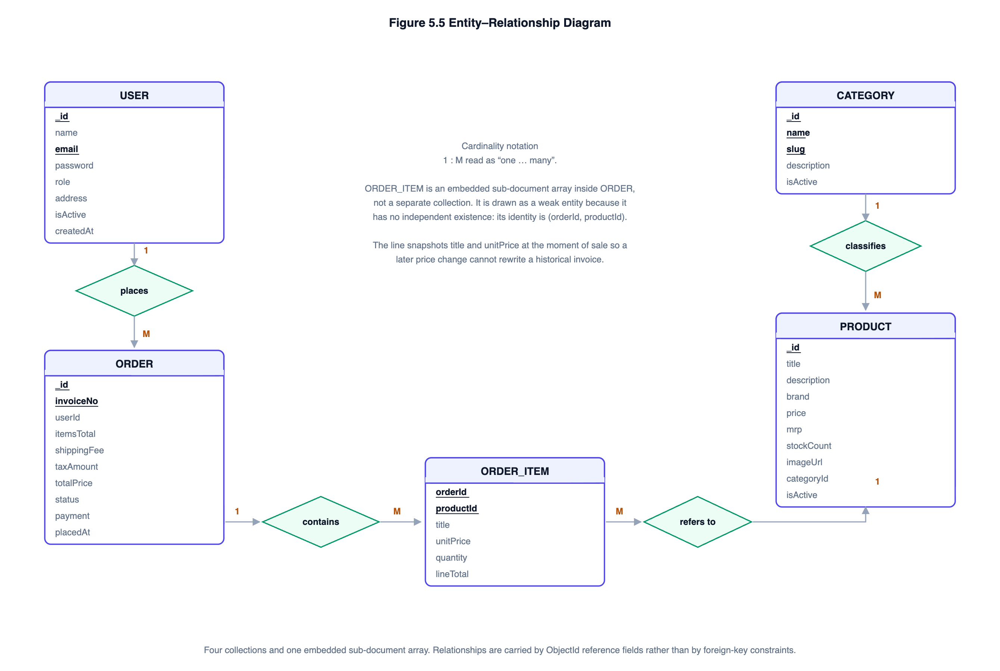 Figure 5.5 Entity–Relationship Diagram
USER
_id
name
email
password
role
address
isActive
createdAt
1
places
M
ORDER
_id
invoiceNo
userId
itemsTotal
shippingFee
taxAmount
totalPrice
status
payment
placedAt
Cardinality notation
1 : M read as “one … many”.
ORDER_ITEM is an embedded sub-document array inside ORDER,
not a separate collection. It is drawn as a weak entity because it
has no independent existence: its identity is (orderId, productId).
The line snapshots title and unitPrice at the moment of sale so a
later price change cannot rewrite a historical invoice.
1
contains
M
ORDER_ITEM
orderId
productId
title
unitPrice
quantity
lineTotal
M
refers to
CATEGORY
_id
name
slug
description
isActive
1
classifies
M
PRODUCT
_id
title
description
brand
price
mrp
stockCount
imageUrl
categoryId
1
isActive
Four collections and one embedded sub-document array. Relationships are carried by ObjectId reference fields rather than by foreign-key constraints.